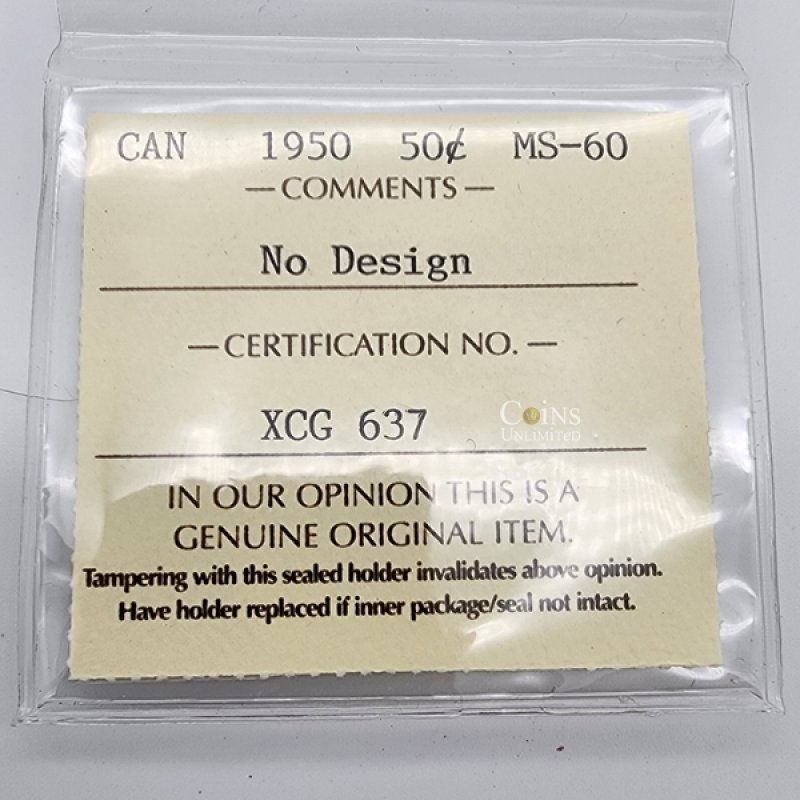 CAN 1950 50¢ MS-60
— COMMENTS —
No Design
— CERTIFICATION NO. —
XCG 637
COINS
UNLIMITED
IN OUR OPINION THIS IS A
GENUINE ORIGINAL ITEM.
Tampering with this sealed holder invalidates above opinion.
Have holder replaced if inner package/seal not intact.